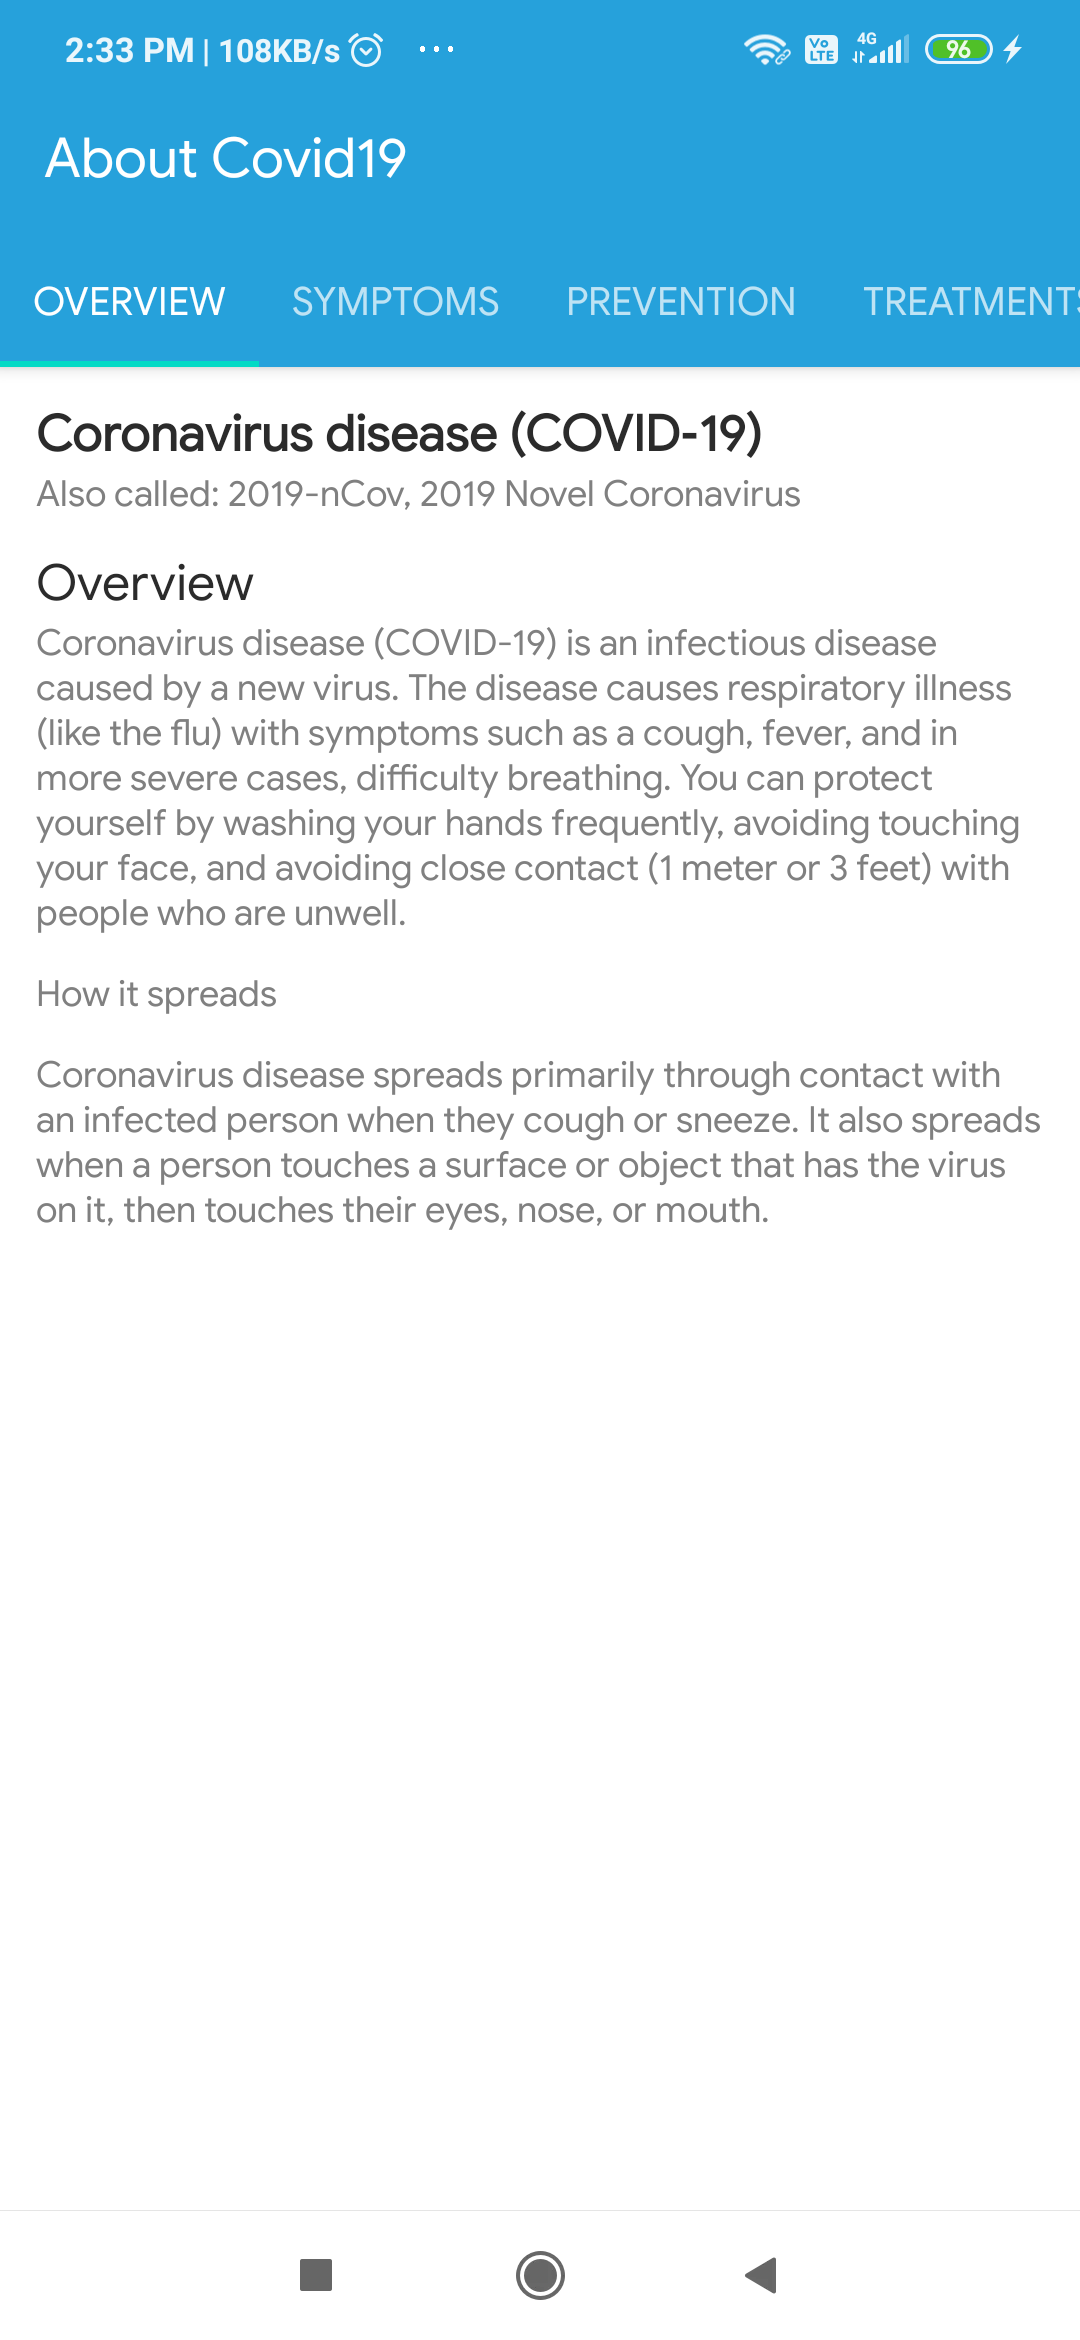 2:33 PM | 108KB/s ...
Vo LTE 4G 96
About Covid19
OVERVIEW SYMPTOMS PREVENTION TREATMENTS
Coronavirus disease (COVID-19)
Also called: 2019-nCov, 2019 Novel Coronavirus
Overview
Coronavirus disease (COVID-19) is an infectious disease
caused by a new virus. The disease causes respiratory illness
(like the flu) with symptoms such as a cough, fever, and in
more severe cases, difficulty breathing. You can protect
yourself by washing your hands frequently, avoiding touching
your face, and avoiding close contact (1 meter or 3 feet) with
people who are unwell.
How it spreads
Coronavirus disease spreads primarily through contact with
an infected person when they cough or sneeze. It also spreads
when a person touches a surface or object that has the virus
on it, then touches their eyes, nose, or mouth.